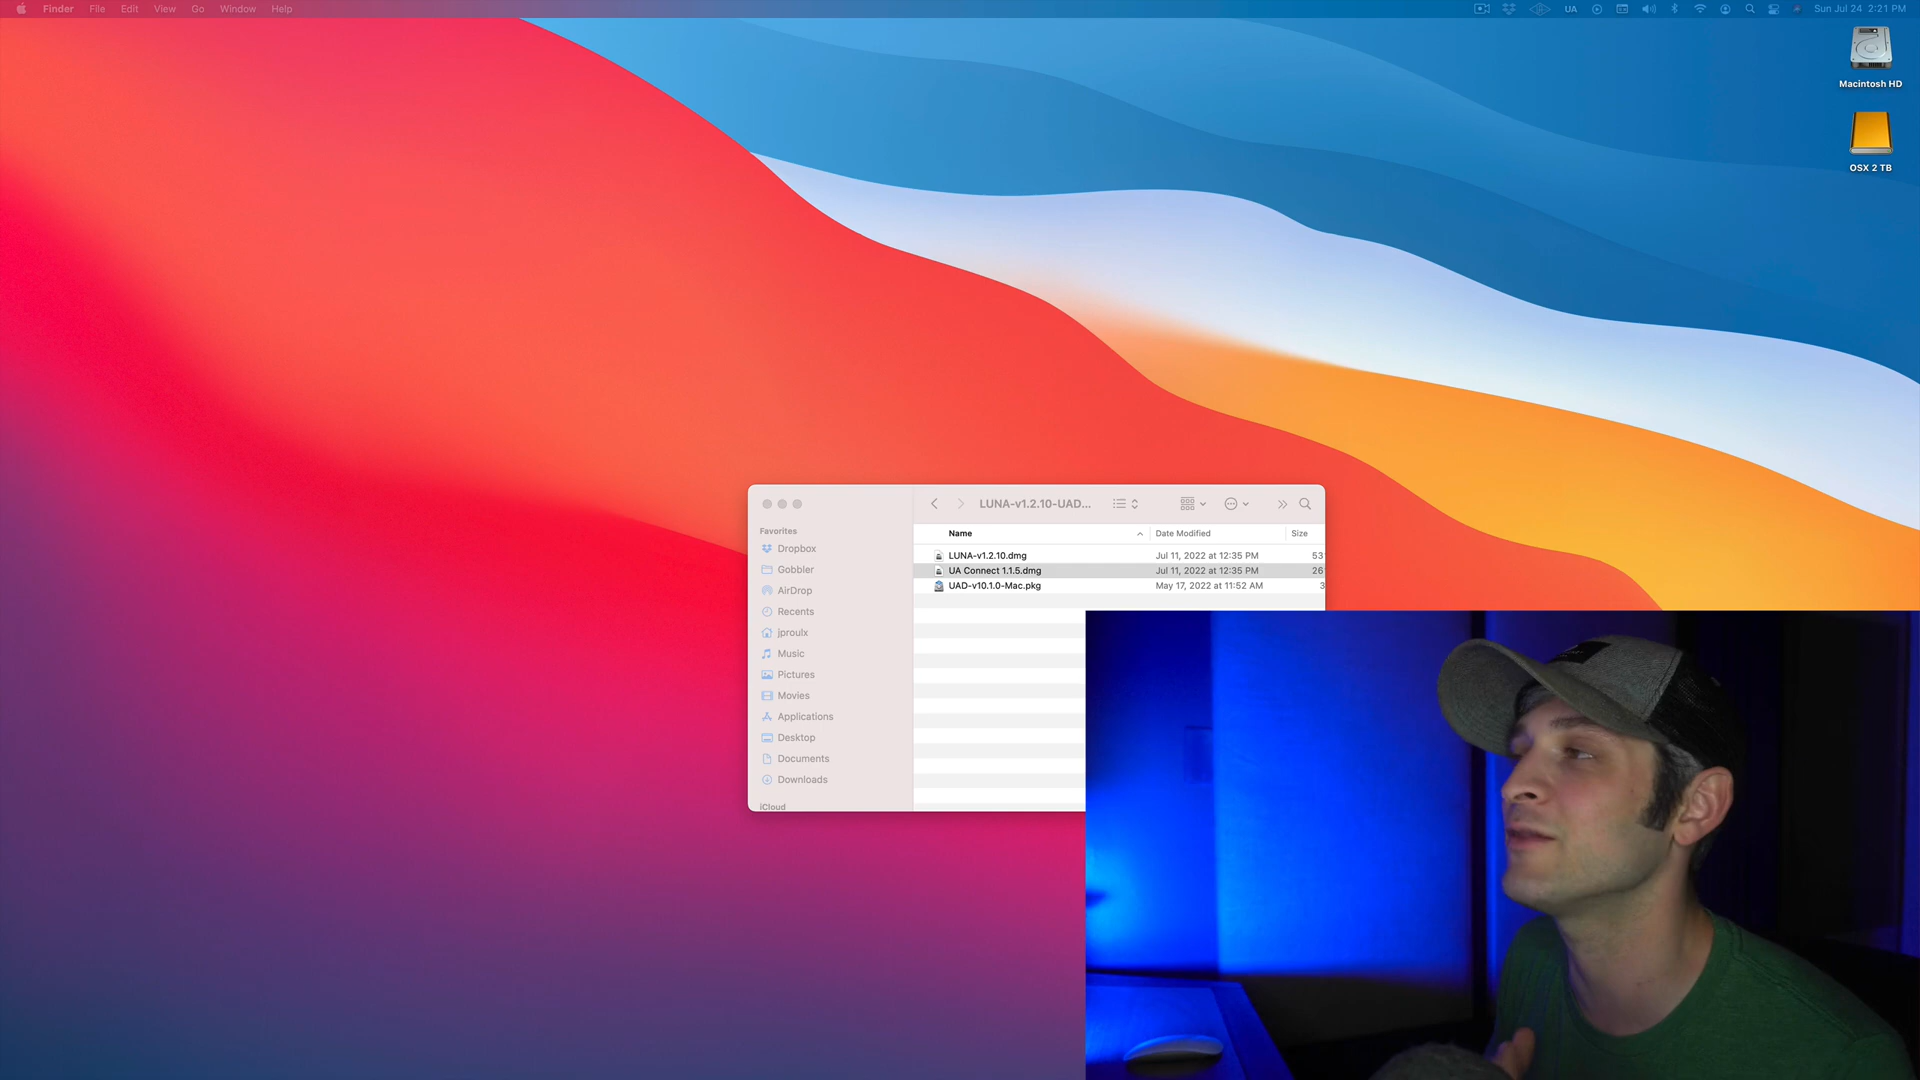 Finder File Edit View Go Window Help UA Sun Jul 24 2:21 PM
Macintosh HD
OSX 2 TB
LUNA-v1.2.10-UAD...
Favorites
Dropbox
Gobbler
AirDrop
Recents
jproulx
Music
Pictures
Movies
Applications
Desktop
Documents
Downloads
iCloud
Name Date Modified Size
LUNA-v1.2.10.dmg Jul 11, 2022 at 12:35 PM 53
UA Connect 1.1.5.dmg Jul 11, 2022 at 12:35 PM 26
UAD-v10.1.0-Mac.pkg May 17, 2022 at 11:52 AM 3